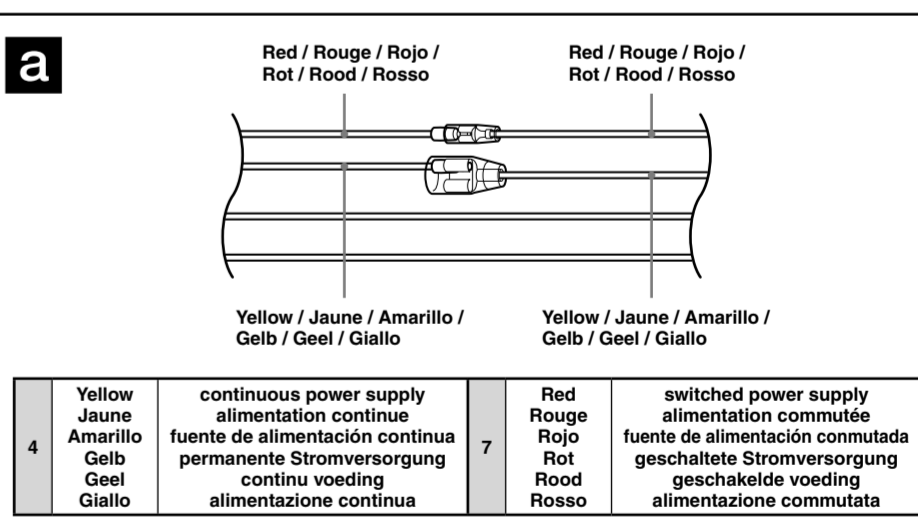 a
Red / Rouge / Rojo /
Rot / Rood / Rosso
Red / Rouge / Rojo /
Rot / Rood / Rosso
Yellow / Jaune / Amarillo /
Gelb / Geel / Giallo
Yellow / Jaune / Amarillo /
Gelb / Geel / Giallo
4
Yellow
Jaune
Amarillo
Gelb
Geel
Giallo
continuous power supply
alimentation continue
fuente de alimentación continua
permanente Stromversorgung
continu voeding
alimentazione continua
7
Red
Rouge
Rojo
Rot
Rood
Rosso
switched power supply
alimentation commutée
fuente de alimentación conmutada
geschaltete Stromversorgung
geschakelde voeding
alimentazione commutata